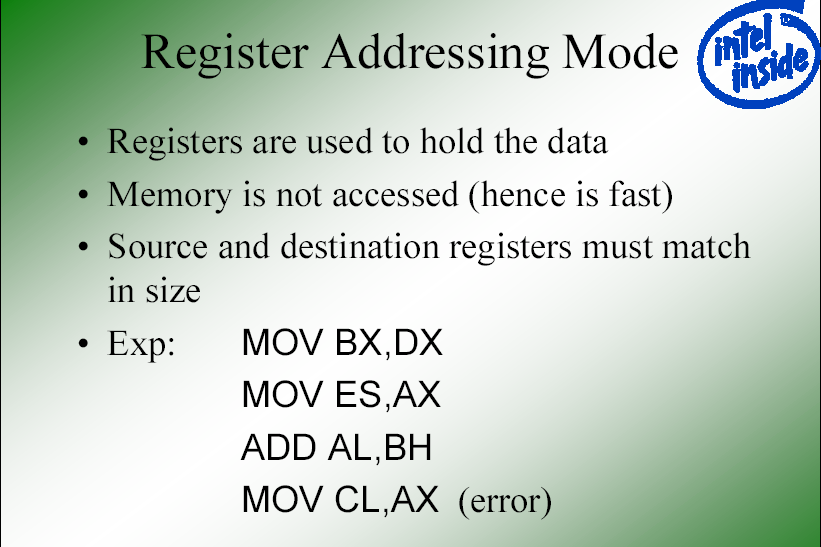 Register Addressing Mode
intel
inside
• Registers are used to hold the data
• Memory is not accessed (hence is fast)
• Source and destination registers must match
in size
• Exp: MOV BX,DX
MOV ES,AX
ADD AL,BH
MOV CL,AX (error)